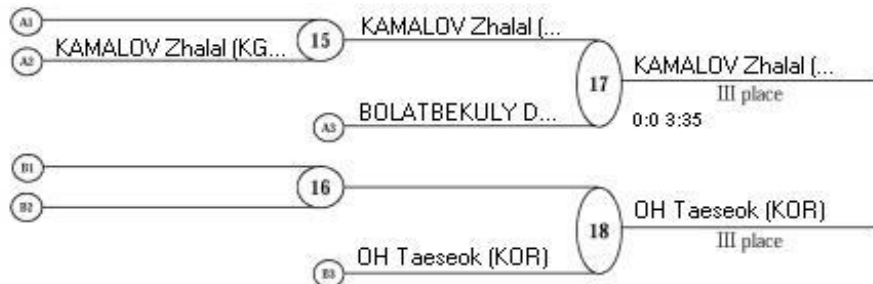 A1
KAMALOV Zhalal (...
15
A2 KAMALOV Zhalal (KG...
17
KAMALOV Zhalal (...
III place
A3 BOLATBEKULY D...
0:0 3:35
B1
16
B2
OH Taeseok (KOR)
18
III place
B3 OH Taeseok (KOR)